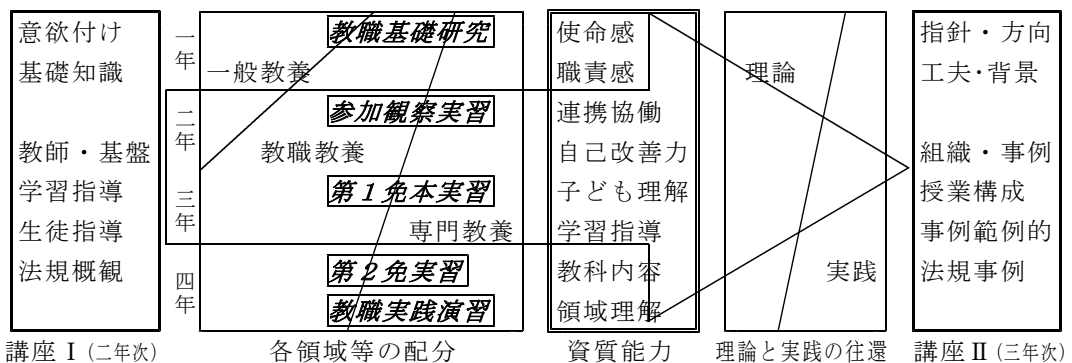 意欲付け
基礎知識
教師・基盤
学習指導
生徒指導
法規概観
一年
二年
三年
四年
教職基礎研究
一般教養
参加観察実習
教職教養
第1免本実習
専門教養
第2免実習
教職実践演習
使命感
職責感
連携協働
自己改善力
子ども理解
学習指導
教科内容
領域理解
理論
実践
指針・方向
工夫・背景
組織・事例
授業構成
事例範例的
法規事例
講座Ⅰ(二年次)
各領域等の配分
資質能力
理論と実践の往還
講座Ⅱ(三年次)